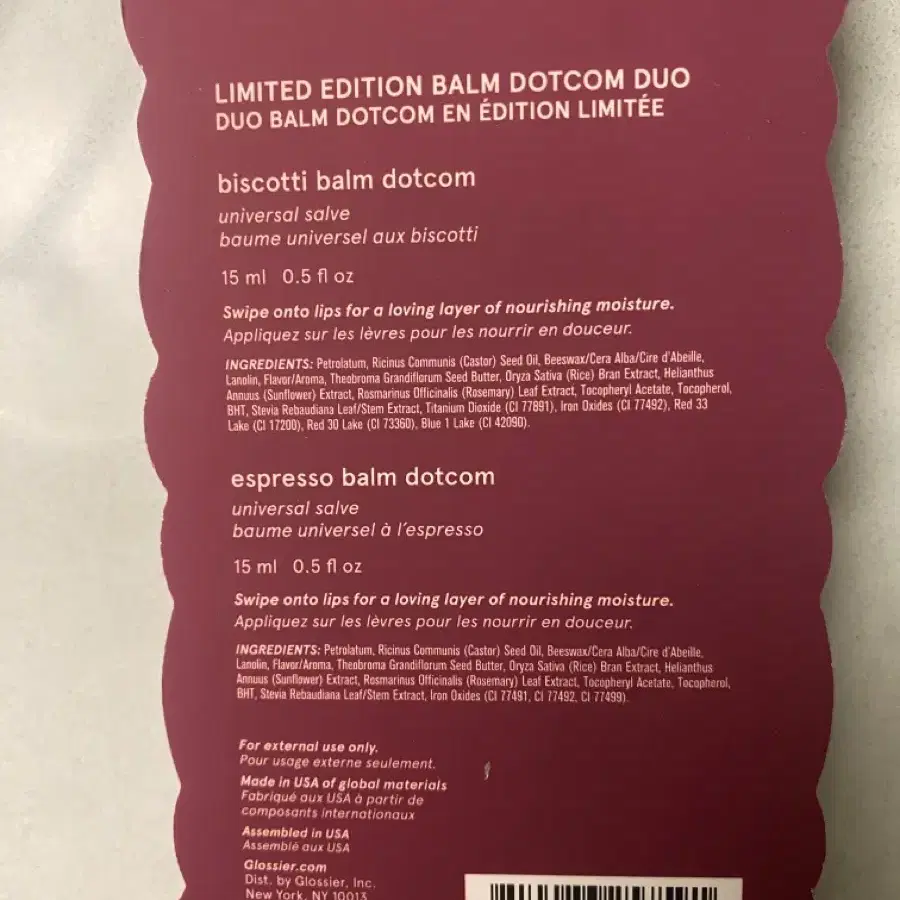 LIMITED EDITION BALM DOTCOM DUO
DUO BALM DOTCOM EN ÉDITION LIMITÉE
biscotti balm dotcom
universal salve
baume universel aux biscotti
15 ml 0.5 fl oz
Swipe onto lips for a loving layer of nourishing moisture.
Appliquez sur les lèvres pour les nourrir en douceur.
INGREDIENTS: Petrolatum, Ricinus Communis (Castor) Seed Oil, Beeswax/Cera Alba/Cire d'Abeille,
Lanolin, Flavor/Aroma, Theobroma Grandiflorum Seed Butter, Oryza Sativa (Rice) Bran Extract, Helianthus
Annuus (Sunflower) Extract, Rosmarinus Officinalis (Rosemary) Leaf Extract, Tocopheryl Acetate, Tocopherol,
BHT, Stevia Rebaudiana Leaf/Stem Extract, Titanium Dioxide (CI 77891), Iron Oxides (CI 77492), Red 33
Lake (CI 17200), Red 30 Lake (CI 73360), Blue 1 Lake (CI 42090).
espresso balm dotcom
universal salve
baume universel à l'espresso
15 ml 0.5 fl oz
Swipe onto lips for a loving layer of nourishing moisture.
Appliquez sur les lèvres pour les nourrir en douceur.
INGREDIENTS: Petrolatum, Ricinus Communis (Castor) Seed Oil, Beeswax/Cera Alba/Cire d'Abeille,
Lanolin, Flavor/Aroma, Theobroma Grandiflorum Seed Butter, Oryza Sativa (Rice) Bran Extract, Helianthus
Annuus (Sunflower) Extract, Rosmarinus Officinalis (Rosemary) Leaf Extract, Tocopheryl Acetate, Tocopherol,
BHT, Stevia Rebaudiana Leaf/Stem Extract, Iron Oxides (CI 77491, CI 77492, CI 77499).
For external use only.
Pour usage externe seulement.
Made in USA of global materials
Fabriqué aux USA à partir de
composants internationaux
Assembled in USA
Assemblé aux USA
Glossier.com
Dist. by Glossier, Inc.
New York, NY 10013